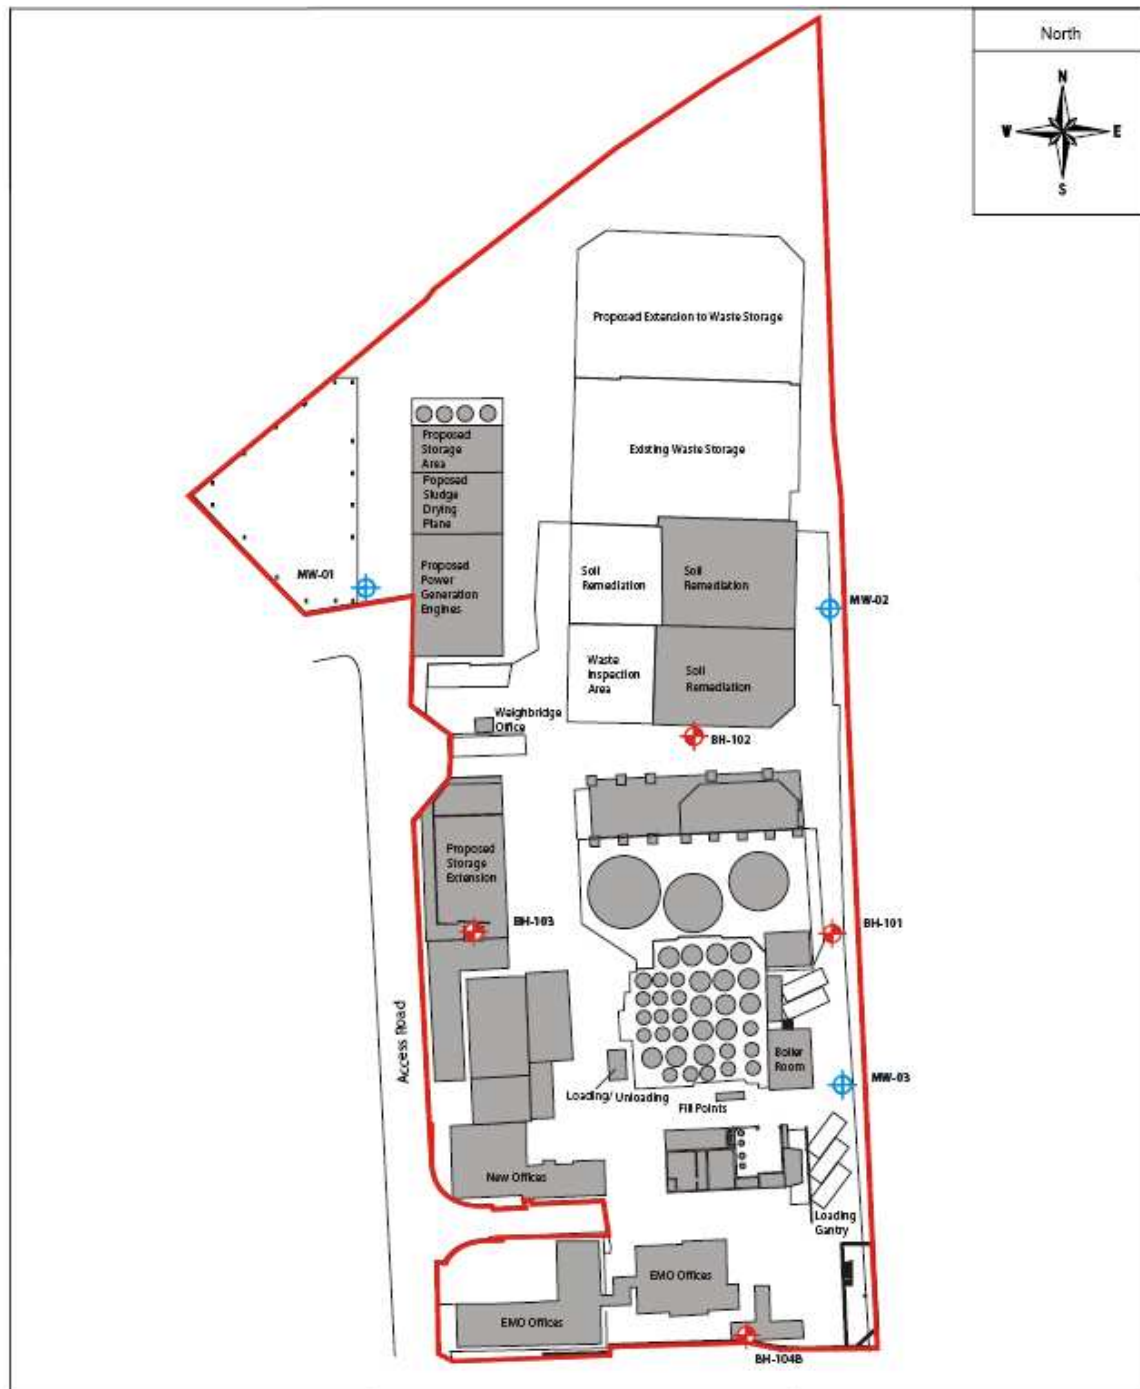 North
N
W
E
S
Proposed Extension to Waste Storage
Existing Waste Storage
Proposed
Storage
Area
Poposed
Sludge
Drying
Plane
Proposed
Power
Generation
Engines
MW-01
Soil
Remediation
Soil
Remediation
MW-02
Waste
Inspection
Area
Soil
Remediation
Weighbridge
Office
BH-102
Proposed
Storage
Extension
BH-103
BH-101
Access Road
Boiler
Room
MW-03
Loading/ Unloading
Fill Points
New Offices
Loading
Gantry
EMO Offices
EMO Offices
BH-104B